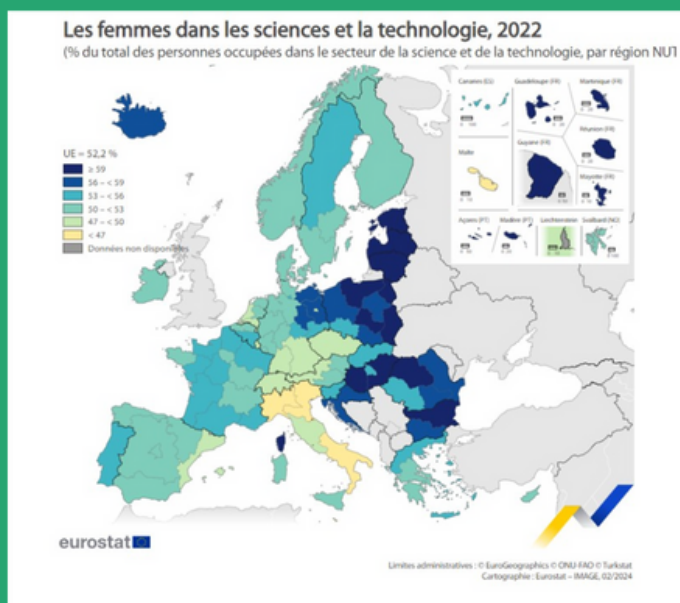 Les femmes dans les sciences et la technologie, 2022
(% du total des personnes occupées dans le secteur de la science et de la technologie, par région NUT
UE = 52,2 %
≥ 59
56 – < 59
53 – < 56
50 – < 53
47 – < 50
< 47
Données non disponibles
Canaries (ES)
Guadeloupe (FR)
Martinique (FR)
Malte
Guyane (FR)
Réunion (FR)
Mayotte (FR)
Açores (PT)
Madère (PT)
Liechtenstein
Svalbard (NO)
eurostat
Limites administratives : © EuroGeographics © ONU-FAO © Turkstat
Cartographie : Eurostat – IMAGE, 02/2024